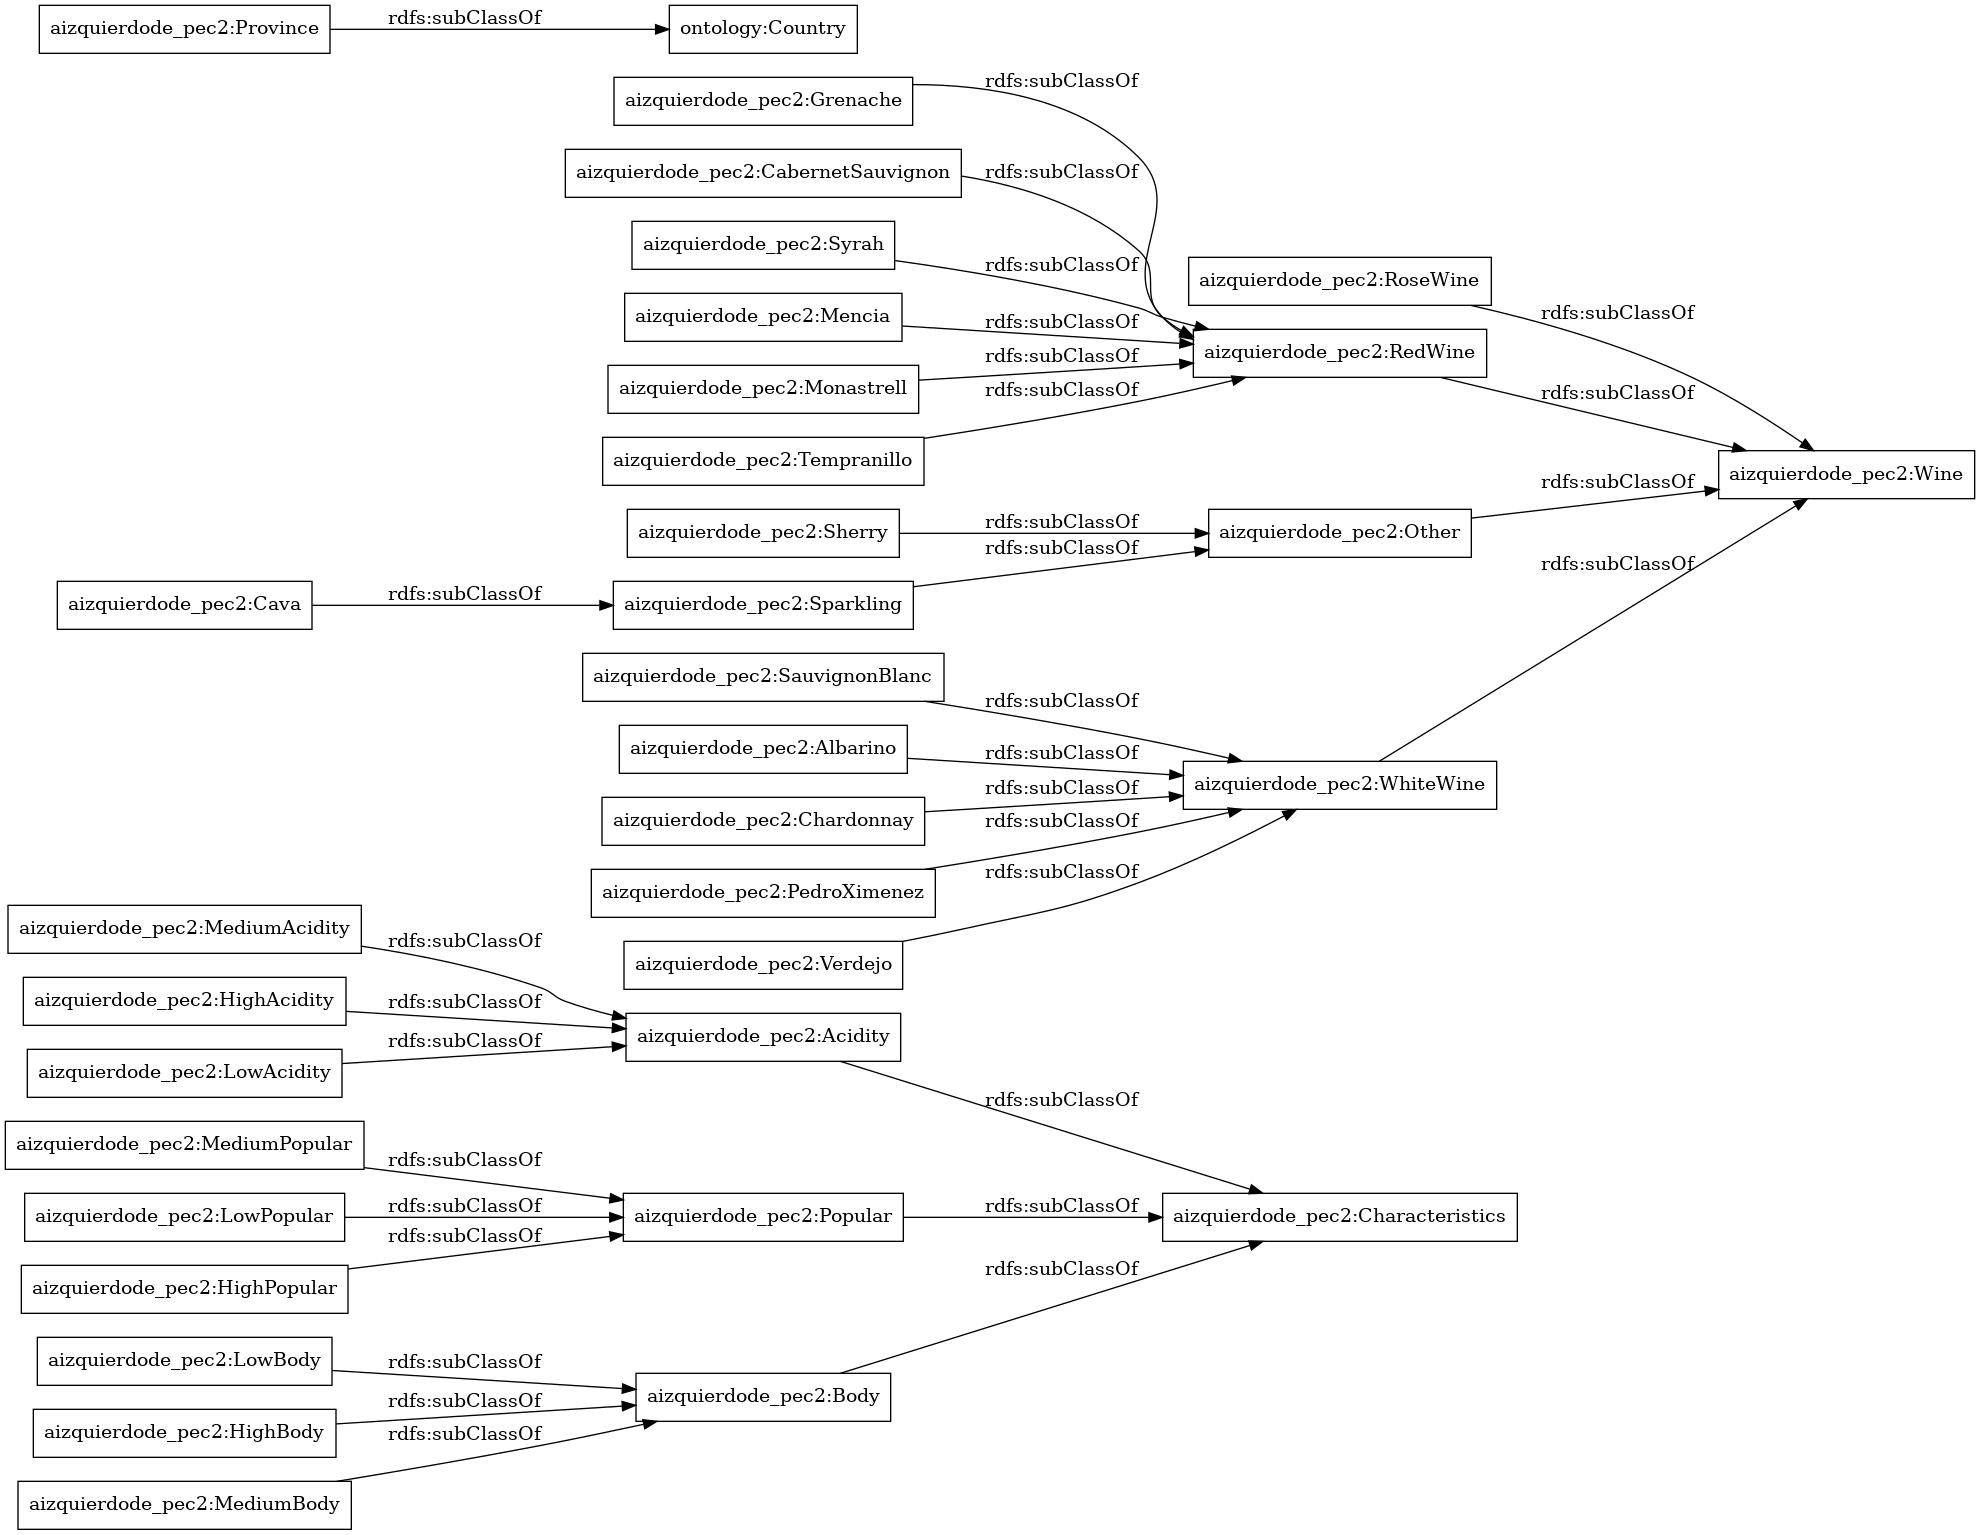 aizquierdode_pec2:Province
rdfs:subClassOf
ontology:Country
aizquierdode_pec2:Grenache
rdfs:subClassOf
aizquierdode_pec2:CabernetSauvignon
rdfs:subClassOf
aizquierdode_pec2:Syrah
rdfs:subClassOf
aizquierdode_pec2:RoseWine
rdfs:subClassOf
aizquierdode_pec2:Mencia
rdfs:subClassOf
aizquierdode_pec2:RedWine
rdfs:subClassOf
aizquierdode_pec2:Monastrell
rdfs:subClassOf
aizquierdode_pec2:Tempranillo
rdfs:subClassOf
aizquierdode_pec2:Wine
aizquierdode_pec2:Sherry
rdfs:subClassOf
aizquierdode_pec2:Other
rdfs:subClassOf
aizquierdode_pec2:Cava
rdfs:subClassOf
aizquierdode_pec2:Sparkling
rdfs:subClassOf
aizquierdode_pec2:SauvignonBlanc
rdfs:subClassOf
aizquierdode_pec2:Albarino
rdfs:subClassOf
aizquierdode_pec2:WhiteWine
rdfs:subClassOf
aizquierdode_pec2:Chardonnay
rdfs:subClassOf
aizquierdode_pec2:PedroXimenez
rdfs:subClassOf
aizquierdode_pec2:Verdejo
rdfs:subClassOf
aizquierdode_pec2:MediumAcidity
rdfs:subClassOf
aizquierdode_pec2:HighAcidity
rdfs:subClassOf
aizquierdode_pec2:LowAcidity
rdfs:subClassOf
aizquierdode_pec2:Acidity
rdfs:subClassOf
aizquierdode_pec2:MediumPopular
rdfs:subClassOf
aizquierdode_pec2:LowPopular
rdfs:subClassOf
aizquierdode_pec2:HighPopular
rdfs:subClassOf
aizquierdode_pec2:Popular
rdfs:subClassOf
aizquierdode_pec2:Characteristics
aizquierdode_pec2:LowBody
rdfs:subClassOf
aizquierdode_pec2:HighBody
rdfs:subClassOf
aizquierdode_pec2:MediumBody
rdfs:subClassOf
aizquierdode_pec2:Body
rdfs:subClassOf